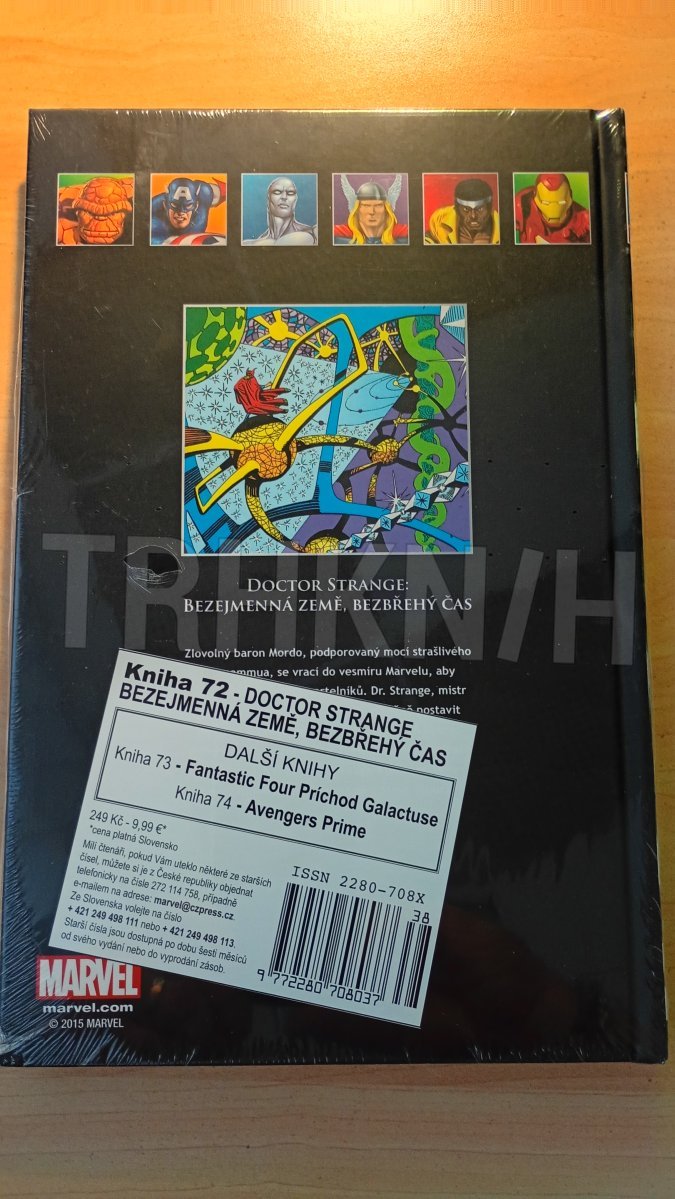 TRHKNIH
DOCTOR STRANGE:
BEZEJMENNÁ ZEMĚ, BEZBŘEHÝ ČAS
Zlovolný baron Mordo, podporovaný mocí strašlivého
se vrací do vesmíru Marvelu, aby
Dr. Strange, mistr
postavit
Kniha 72 - DOCTOR STRANGE
BEZEJMENNÁ ZEMĚ, BEZBŘEHÝ ČAS
DALŠÍ KNIHY
Kniha 73 - Fantastic Four Príchod Galactuse
Kniha 74 - Avengers Prime
249 Kč - 9,99 €*
*cena platná Slovensko
Milí čtenáři, pokud Vám uteklo některé ze starších
čísel, můžete si je z České republiky objednat
telefonicky na čísle 272 114 758, případně
e-mailem na adrese: marvel@czpress.cz.
Ze Slovenska volejte na číslo
+ 421 249 498 111 nebo + 421 249 498 113.
Starší čísla jsou dostupná po dobu šesti měsíců
od svého vydání nebo do vyprodání zásob.
ISSN 2280-708X
38
9 772280 708037
MARVEL
marvel.com
© 2015 MARVEL